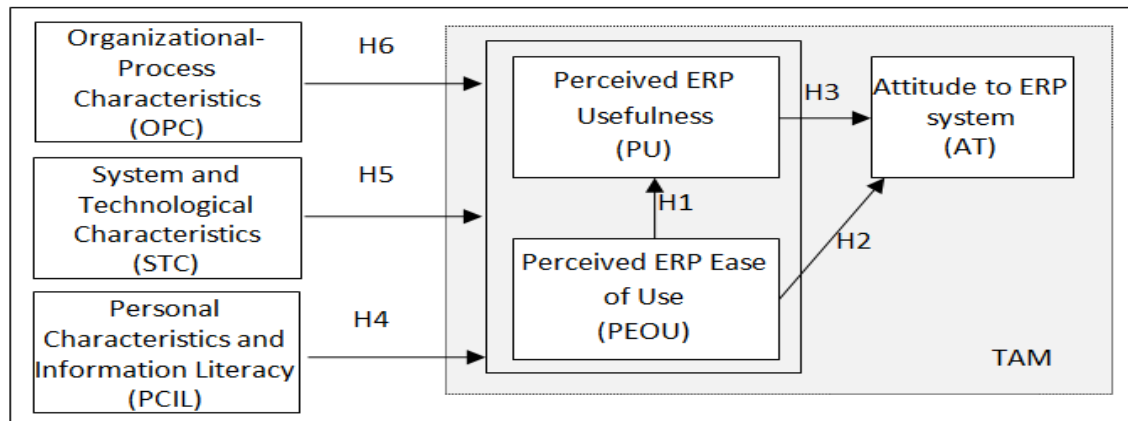 Organizational-
Process
Characteristics
(OPC)
H6
System and
Technological
Characteristics
(STC)
H5
Personal
Characteristics and
Information Literacy
(PCIL)
H4
Perceived ERP
Usefulness
(PU)
H1
Perceived ERP Ease
of Use
(PEOU)
H3
H2
Attitude to ERP
system
(AT)
TAM